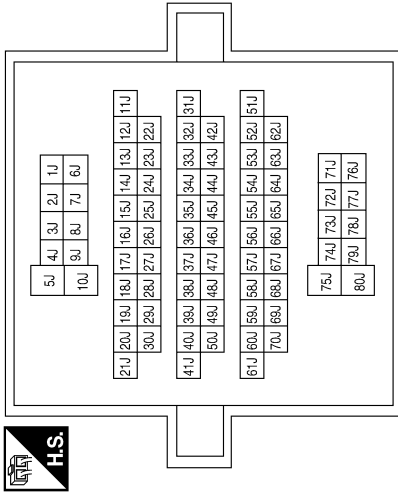 H.S.
5J 4J 3J 2J 1J
10J 9J 8J 7J 6J
21J 20J 19J 18J 17J 16J 15J 14J 13J 12J 11J
30J 29J 28J 27J 26J 25J 24J 23J 22J
41J 40J 39J 38J 37J 36J 35J 34J 33J 32J 31J
50J 49J 48J 47J 46J 45J 44J 43J 42J
61J 60J 59J 58J 57J 56J 55J 54J 53J 52J 51J
70J 69J 68J 67J 66J 65J 64J 63J 62J
75J 74J 73J 72J 71J
80J 79J 78J 77J 76J